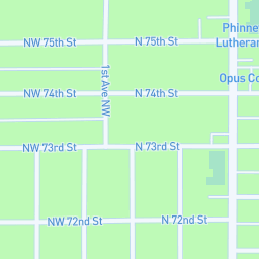 Phinne
Lutheran
NW 75th St
N 75th St
Opus Co
1st Ave NW
NW 74th St
N 74th St
NW 73rd St
N 73rd St
NW 72nd St
N 72nd St